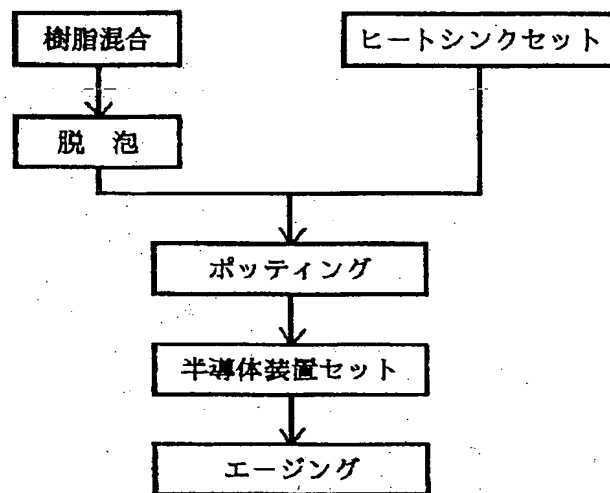 樹脂混合
ヒートシンクセット
脱 泡
ポッティング
半導体装置セット
エージング